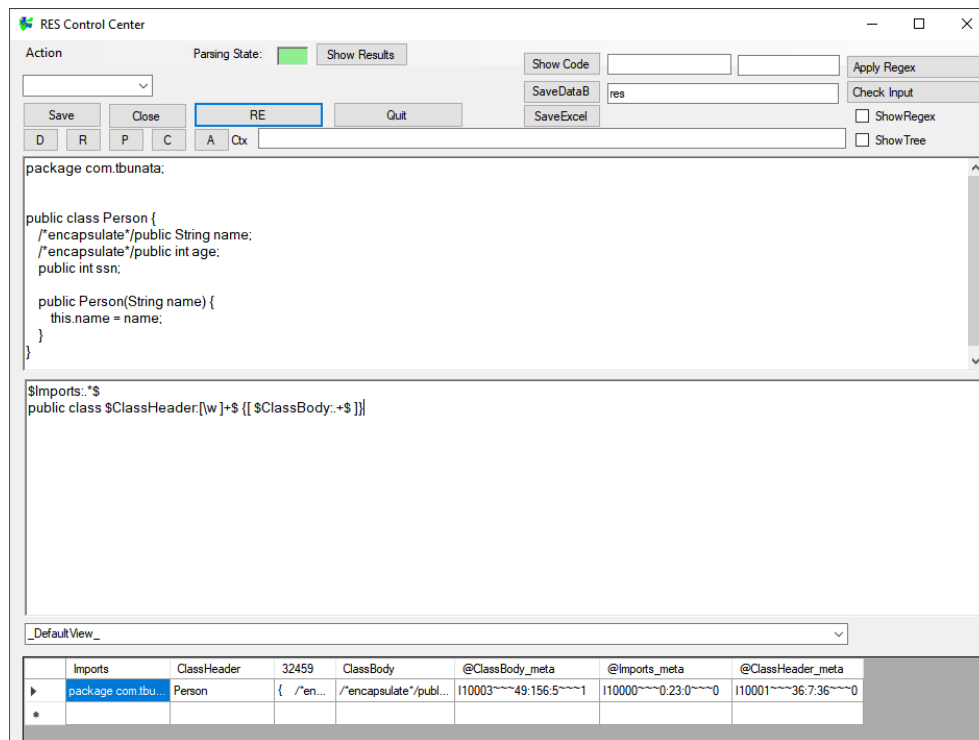 RES Control Center
Action
Parsing State:
Show Results
Show Code
Apply Regex
SaveDataB
res
Check Input
Save
Close
RE
Quit
SaveExcel
ShowRegex
D
R
P
C
A
Ctx
ShowTree
package com.tbunata;
public class Person {
/*encapsulate*/public String name;
/*encapsulate*/public int age;
public int ssn;
public Person(String name) {
this.name = name;
}
}
$Imports:.*$
public class $ClassHeader:[\w ]+$ {[ $ClassBody:.+$ ]}
_DefaultView_
Imports ClassHeader 32459 ClassBody @ClassBody_meta @Imports_meta @ClassHeader_meta
package com.tbu... Person { /*en... /*encapsulate*/publ... I10003~~~49:156:5~~~1 I10000~~~0:23:0~~~0 I10001~~~36:7:36~~~0